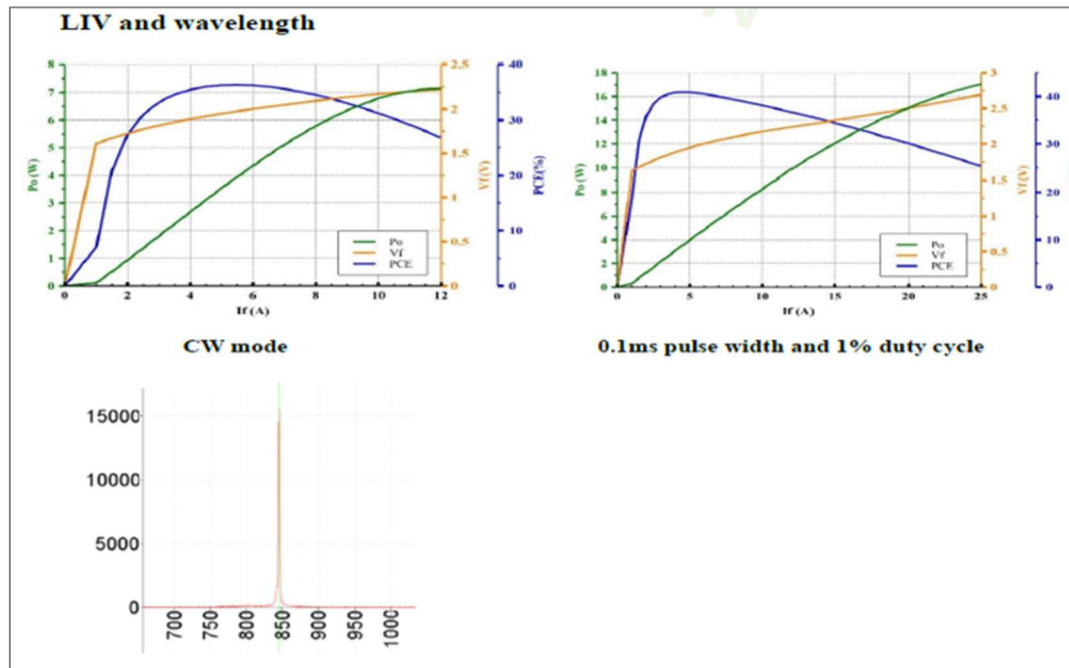 LIV and wavelength
Po (W)
8
7
6
5
4
3
2
1
0
0 2 4 6 8 10 12
If (A)
2.5
2
1.5
1
0.5
0
Vf (V)
40
30
20
10
0
PCE(%)
Po
Vf
PCE
CW mode
Po (W)
18
16
14
12
10
8
6
4
2
0
0 5 10 15 20 25
If (A)
3
2.5
2
1.5
1
0.5
0
Vf (V)
40
30
20
10
0
Po
Vf
PCE
0.1ms pulse width and 1% duty cycle
15000
10000
5000
0
700 750 800 850 900 950 1000